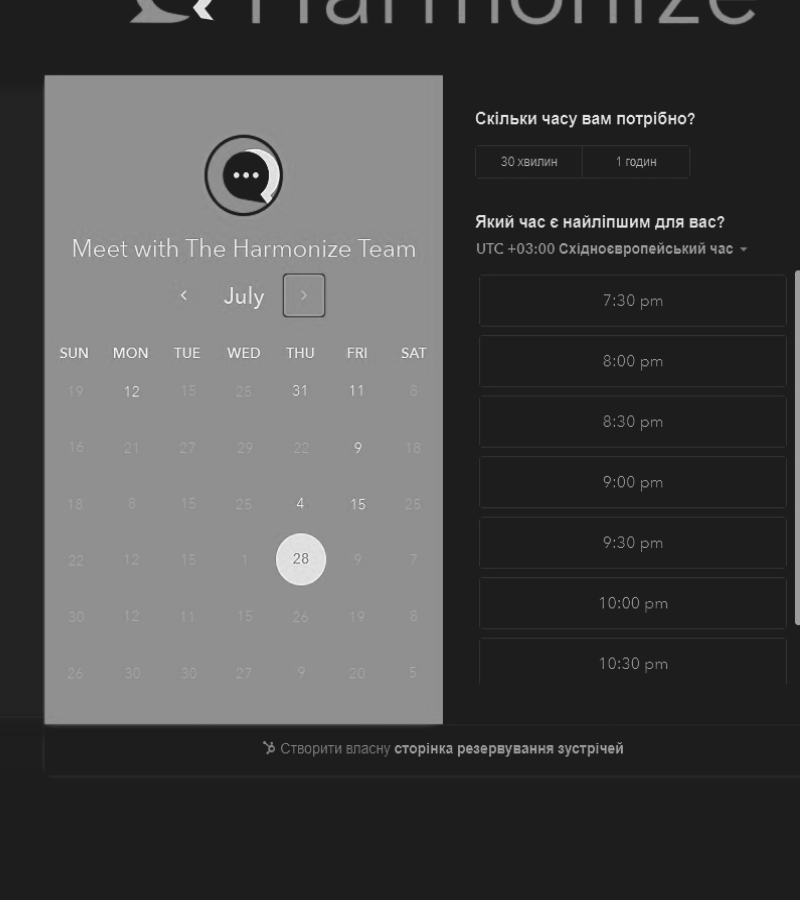 Harmonize
Meet with The Harmonize Team
July
SUN MON TUE WED THU FRI SAT
19 12 15 25 31 11 8
16 21 27 29 22 9 18
18 8 15 25 4 15 25
22 12 15 1 28 9 7
30 12 11 15 26 19 8
26 30 30 27 9 20 5
Скільки часу вам потрібно?
30 хвилин 1 годин
Який час є найліпшим для вас?
UTC +03:00 Східноєвропейський час
7:30 pm
8:00 pm
8:30 pm
9:00 pm
9:30 pm
10:00 pm
10:30 pm
Створити власну сторінка резервування зустрічей